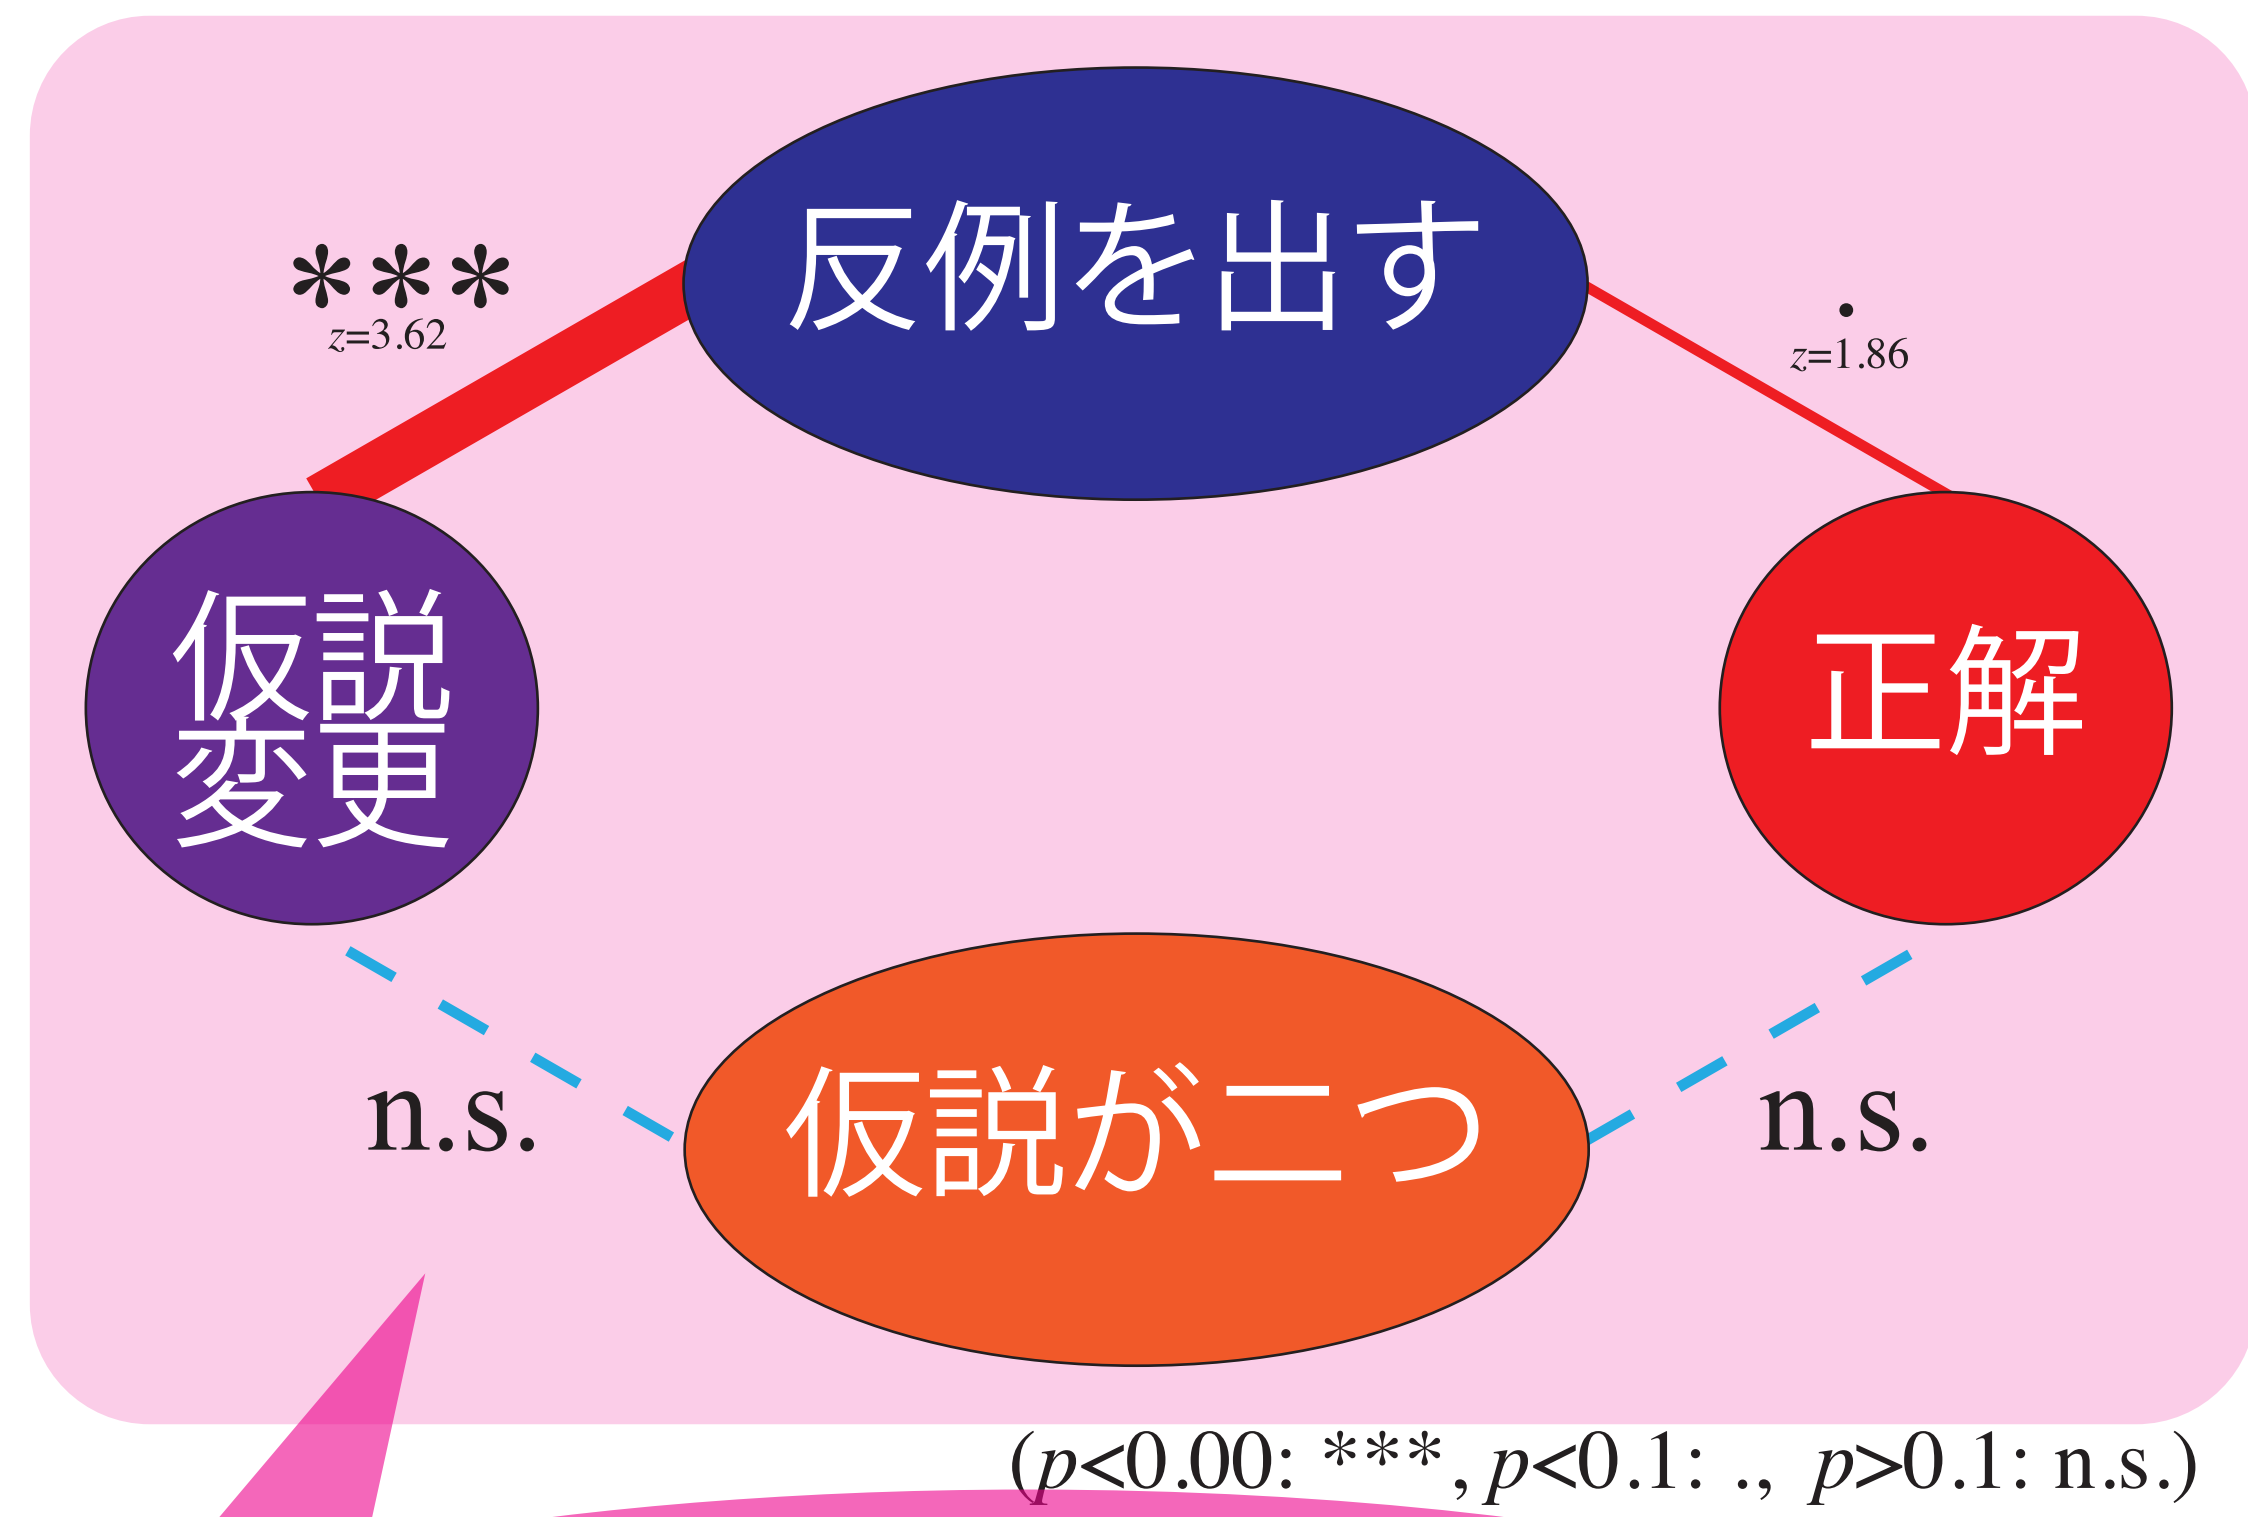 反例を出す
***
z=3.62
.
z=1.86
仮説
変更
正解
仮説が二つ
n.s.
n.s.
(p<0.00: ***, p<0.1: ., p>0.1: n.s.)